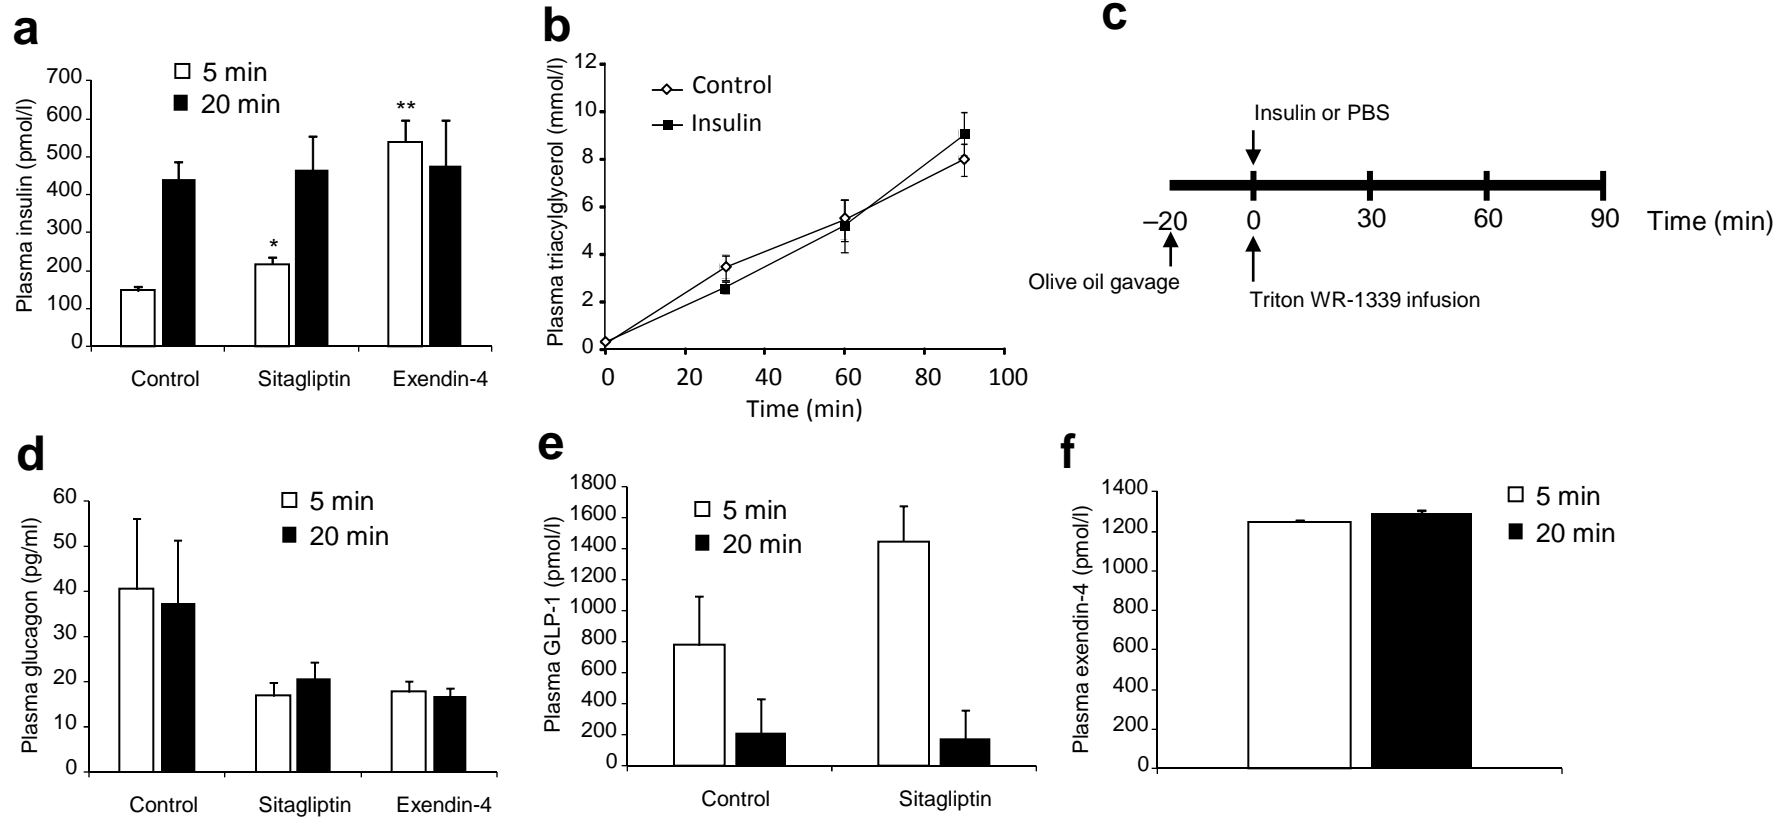 a
Plasma insulin (pmol/l)
700
600
500
400
300
200
100
0
5 min
20 min
*
**
Control Sitagliptin Exendin-4
b
Plasma triacylglycerol (mmol/l)
12
10
8
6
4
2
0
Control
Insulin
0 20 40 60 80 100
Time (min)
c
Insulin or PBS
–20 0 30 60 90 Time (min)
Olive oil gavage
Triton WR-1339 infusion
d
Plasma glucagon (pg/ml)
60
50
40
30
20
10
0
5 min
20 min
Control Sitagliptin Exendin-4
e
Plasma GLP-1 (pmol/l)
1800
1600
1400
1200
1000
800
600
400
200
0
5 min
20 min
Control Sitagliptin
f
Plasma exendin-4 (pmol/l)
1400
1200
1000
800
600
400
200
0
5 min
20 min